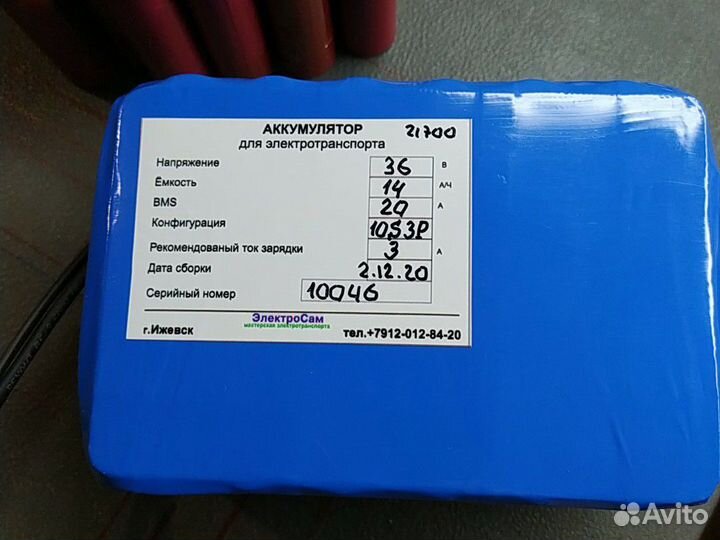 АККУМУЛЯТОР 21700
для электротранспорта
Напряжение 36 В
Ёмкость 14 А/Ч
BMS 20 А
Конфигурация 10S3P
Рекомендованый ток зарядки 3 А
Дата сборки 2.12.20
Серийный номер 10046
ЭлектроСам
мастерская электротранспорта
г.Ижевск тел.+7912-012-84-20
Avito